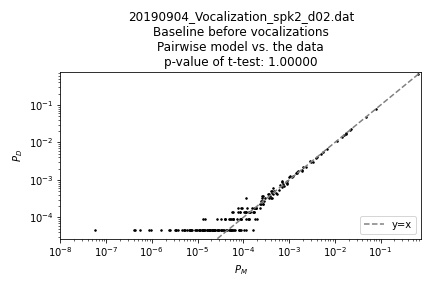 20190904_Vocalization_spk2_d02.dat
Baseline before vocalizations
Pairwise model vs. the data
p-value of t-test: 1.00000
P_D
10⁻¹
10⁻²
10⁻³
10⁻⁴
y=x
10⁻⁸ 10⁻⁷ 10⁻⁶ 10⁻⁵ 10⁻⁴ 10⁻³ 10⁻² 10⁻¹
P_M